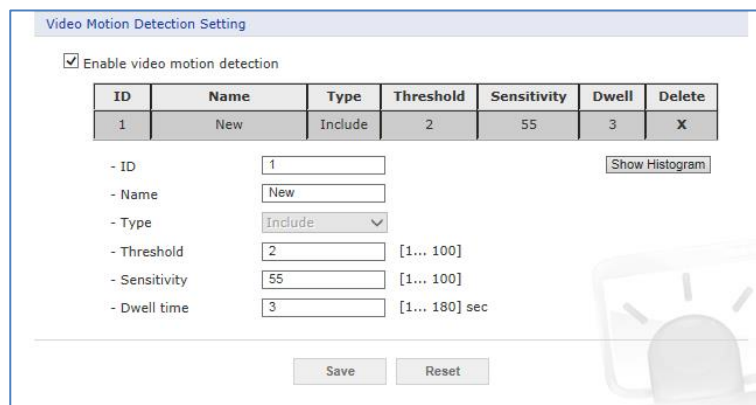 Video Motion Detection Setting
Enable video motion detection
ID Name Type Threshold Sensitivity Dwell Delete
1 New Include 2 55 3 X
- ID 1 Show Histogram
- Name New
- Type Include
- Threshold 2 [1... 100]
- Sensitivity 55 [1... 100]
- Dwell time 3 [1... 180] sec
Save Reset